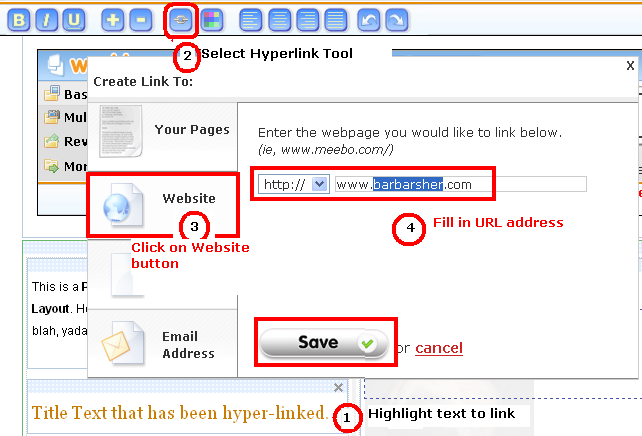 B I U
2 Select Hyperlink Tool
W
Create Link To:
X
Bas
Mul
Rev
Mor
Your Pages
Enter the webpage you would like to link below.
(ie, www.meebo.com/)
http:// www.barbarsher.com
Website
3
4 Fill in URL address
Click on Website
button
This is a P
Layout. He
blah, yada
Email
Address
Save or cancel
Title Text that has been hyper-linked.
1 Highlight text to link